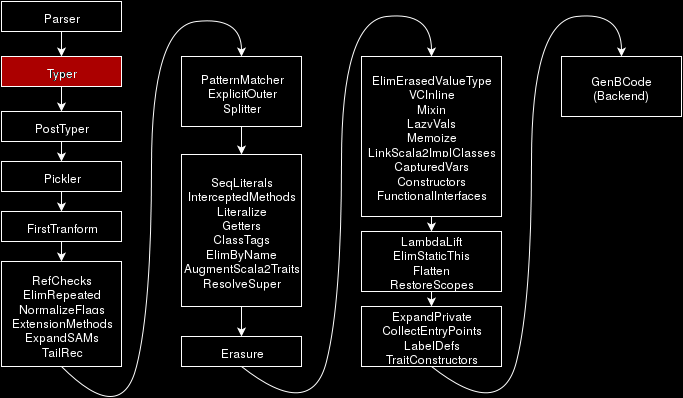 Parser
Typer
PostTyper
Pickler
FirstTranform
RefChecks
ElimRepeated
NormalizeFlags
ExtensionMethods
ExpandSAMs
TailRec
PatternMatcher
ExplicitOuter
Splitter
SeqLiterals
InterceptedMethods
Literalize
Getters
ClassTags
ElimByName
AugmentScala2Traits
ResolveSuper
Erasure
ElimErasedValueType
VCInline
Mixin
LazyVals
Memoize
LinkScala2ImplClasses
CapturedVars
Constructors
FunctionalInterfaces
LambdaLift
ElimStaticThis
Flatten
RestoreScopes
ExpandPrivate
CollectEntryPoints
LabelDefs
TraitConstructors
GenBCode
(Backend)